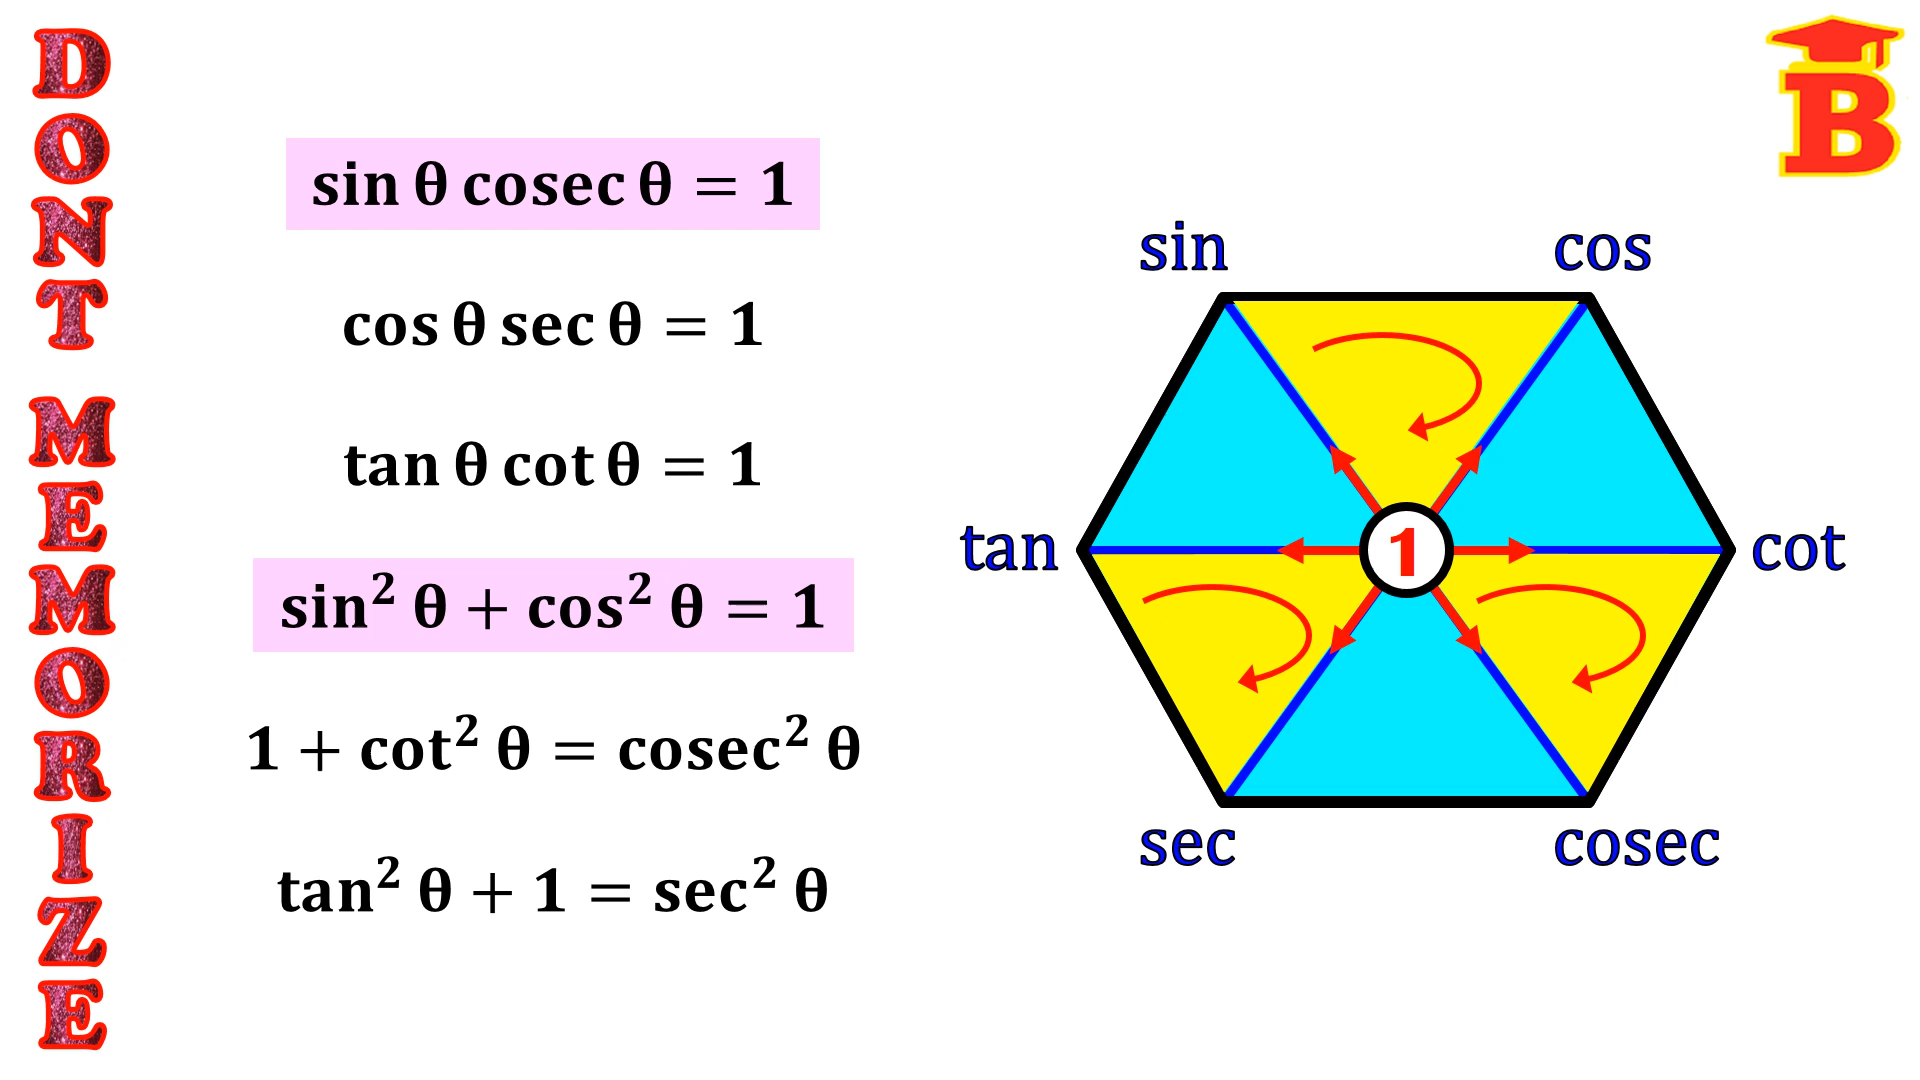 DONT MEMORIZE
sin θ cosec θ = 1
cos θ sec θ = 1
tan θ cot θ = 1
sin² θ + cos² θ = 1
1 + cot² θ = cosec² θ
tan² θ + 1 = sec² θ
B
sin cos
tan 1 cot
sec cosec